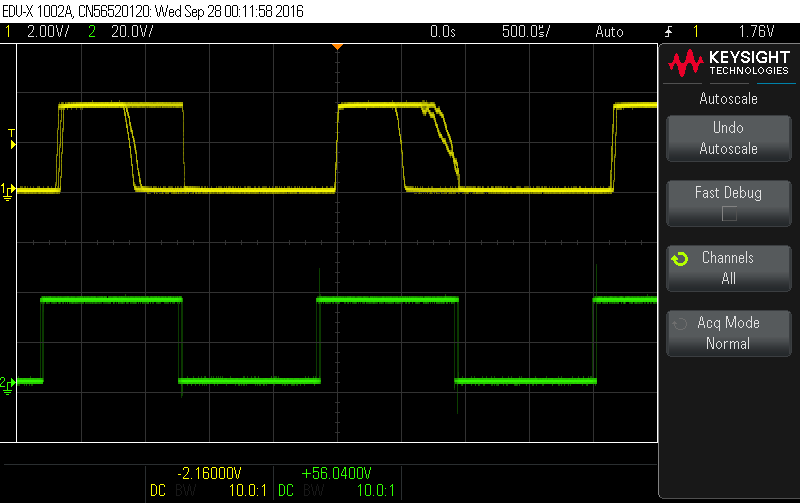 EDU-X 1002A, CN56520120: Wed Sep 28 00:11:58 2016
1 2.00V/ 2 20.0V/ 0.0s 500.0ns/ Auto 1 1.76V
KEYSIGHT
TECHNOLOGIES
Autoscale
Undo
Autoscale
T
Fast Debug
1
Channels
All
Acq Mode
Normal
2
-2.16000V +56.0400V
DC BW 10.0:1 DC BW 10.0:1